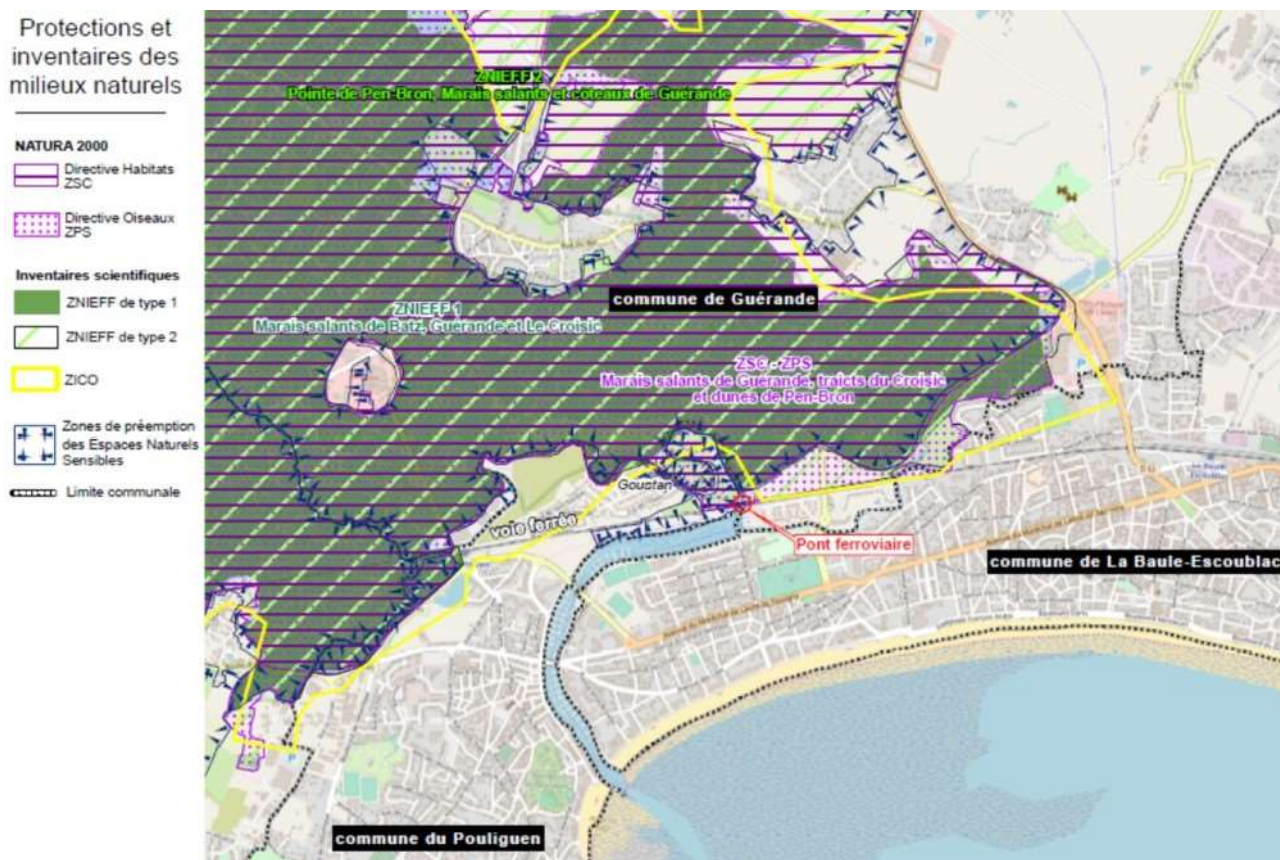 Protections et
inventaires des
milieux naturels
NATURA 2000
Directive Habitats
ZSC
Directive Oiseaux
ZPS
Inventaires scientifiques
ZNIEFF de type 1
ZNIEFF de type 2
ZICO
Zones de préemption
des Espaces Naturels
Sensibles
Limite communale
ZNIEFF 2
Pointe de Pen-Bron, Marais salants et coteaux de Guérande
commune de Guérande
ZNIEFF 1
Marais salants de Batz, Guérande et Le Croisic
ZSC - ZPS
Marais salants de Guérande, traicts du Croisic
et dunes de Pen-Bron
Goustan
voie ferrée
Pont ferroviaire
commune de La Baule-Escoublac
commune du Pouliguen